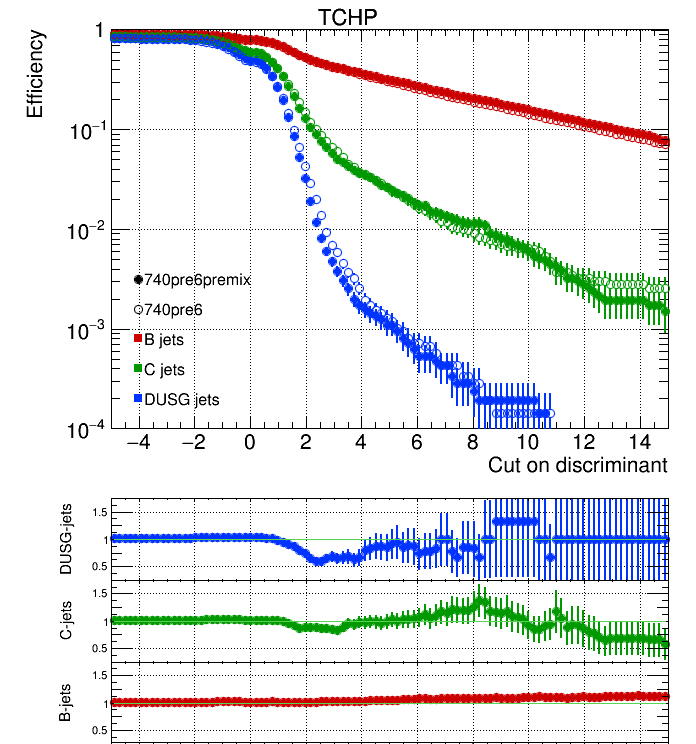 TCHP
Efficiency
1
10−1
10−2
10−3
10−4
740pre6premix
740pre6
B jets
C jets
DUSG jets
−4 −2 0 2 4 6 8 10 12 14
Cut on discriminant
DUSG-jets
1.5
1
0.5
C-jets
1.5
1
0.5
B-jets
1.5
1
0.5